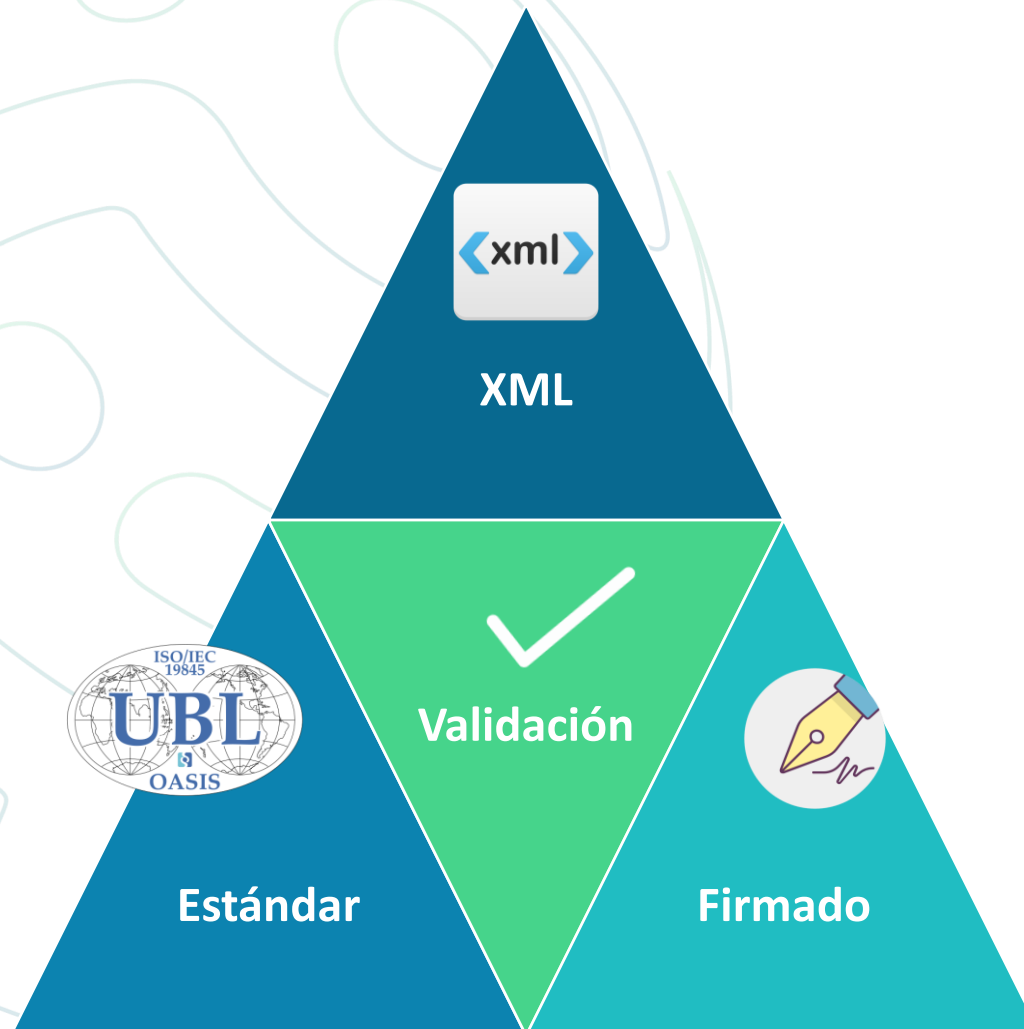 xml
XML
Validación
ISO/IEC
19845
UBL
OASIS
Estándar
Firmado